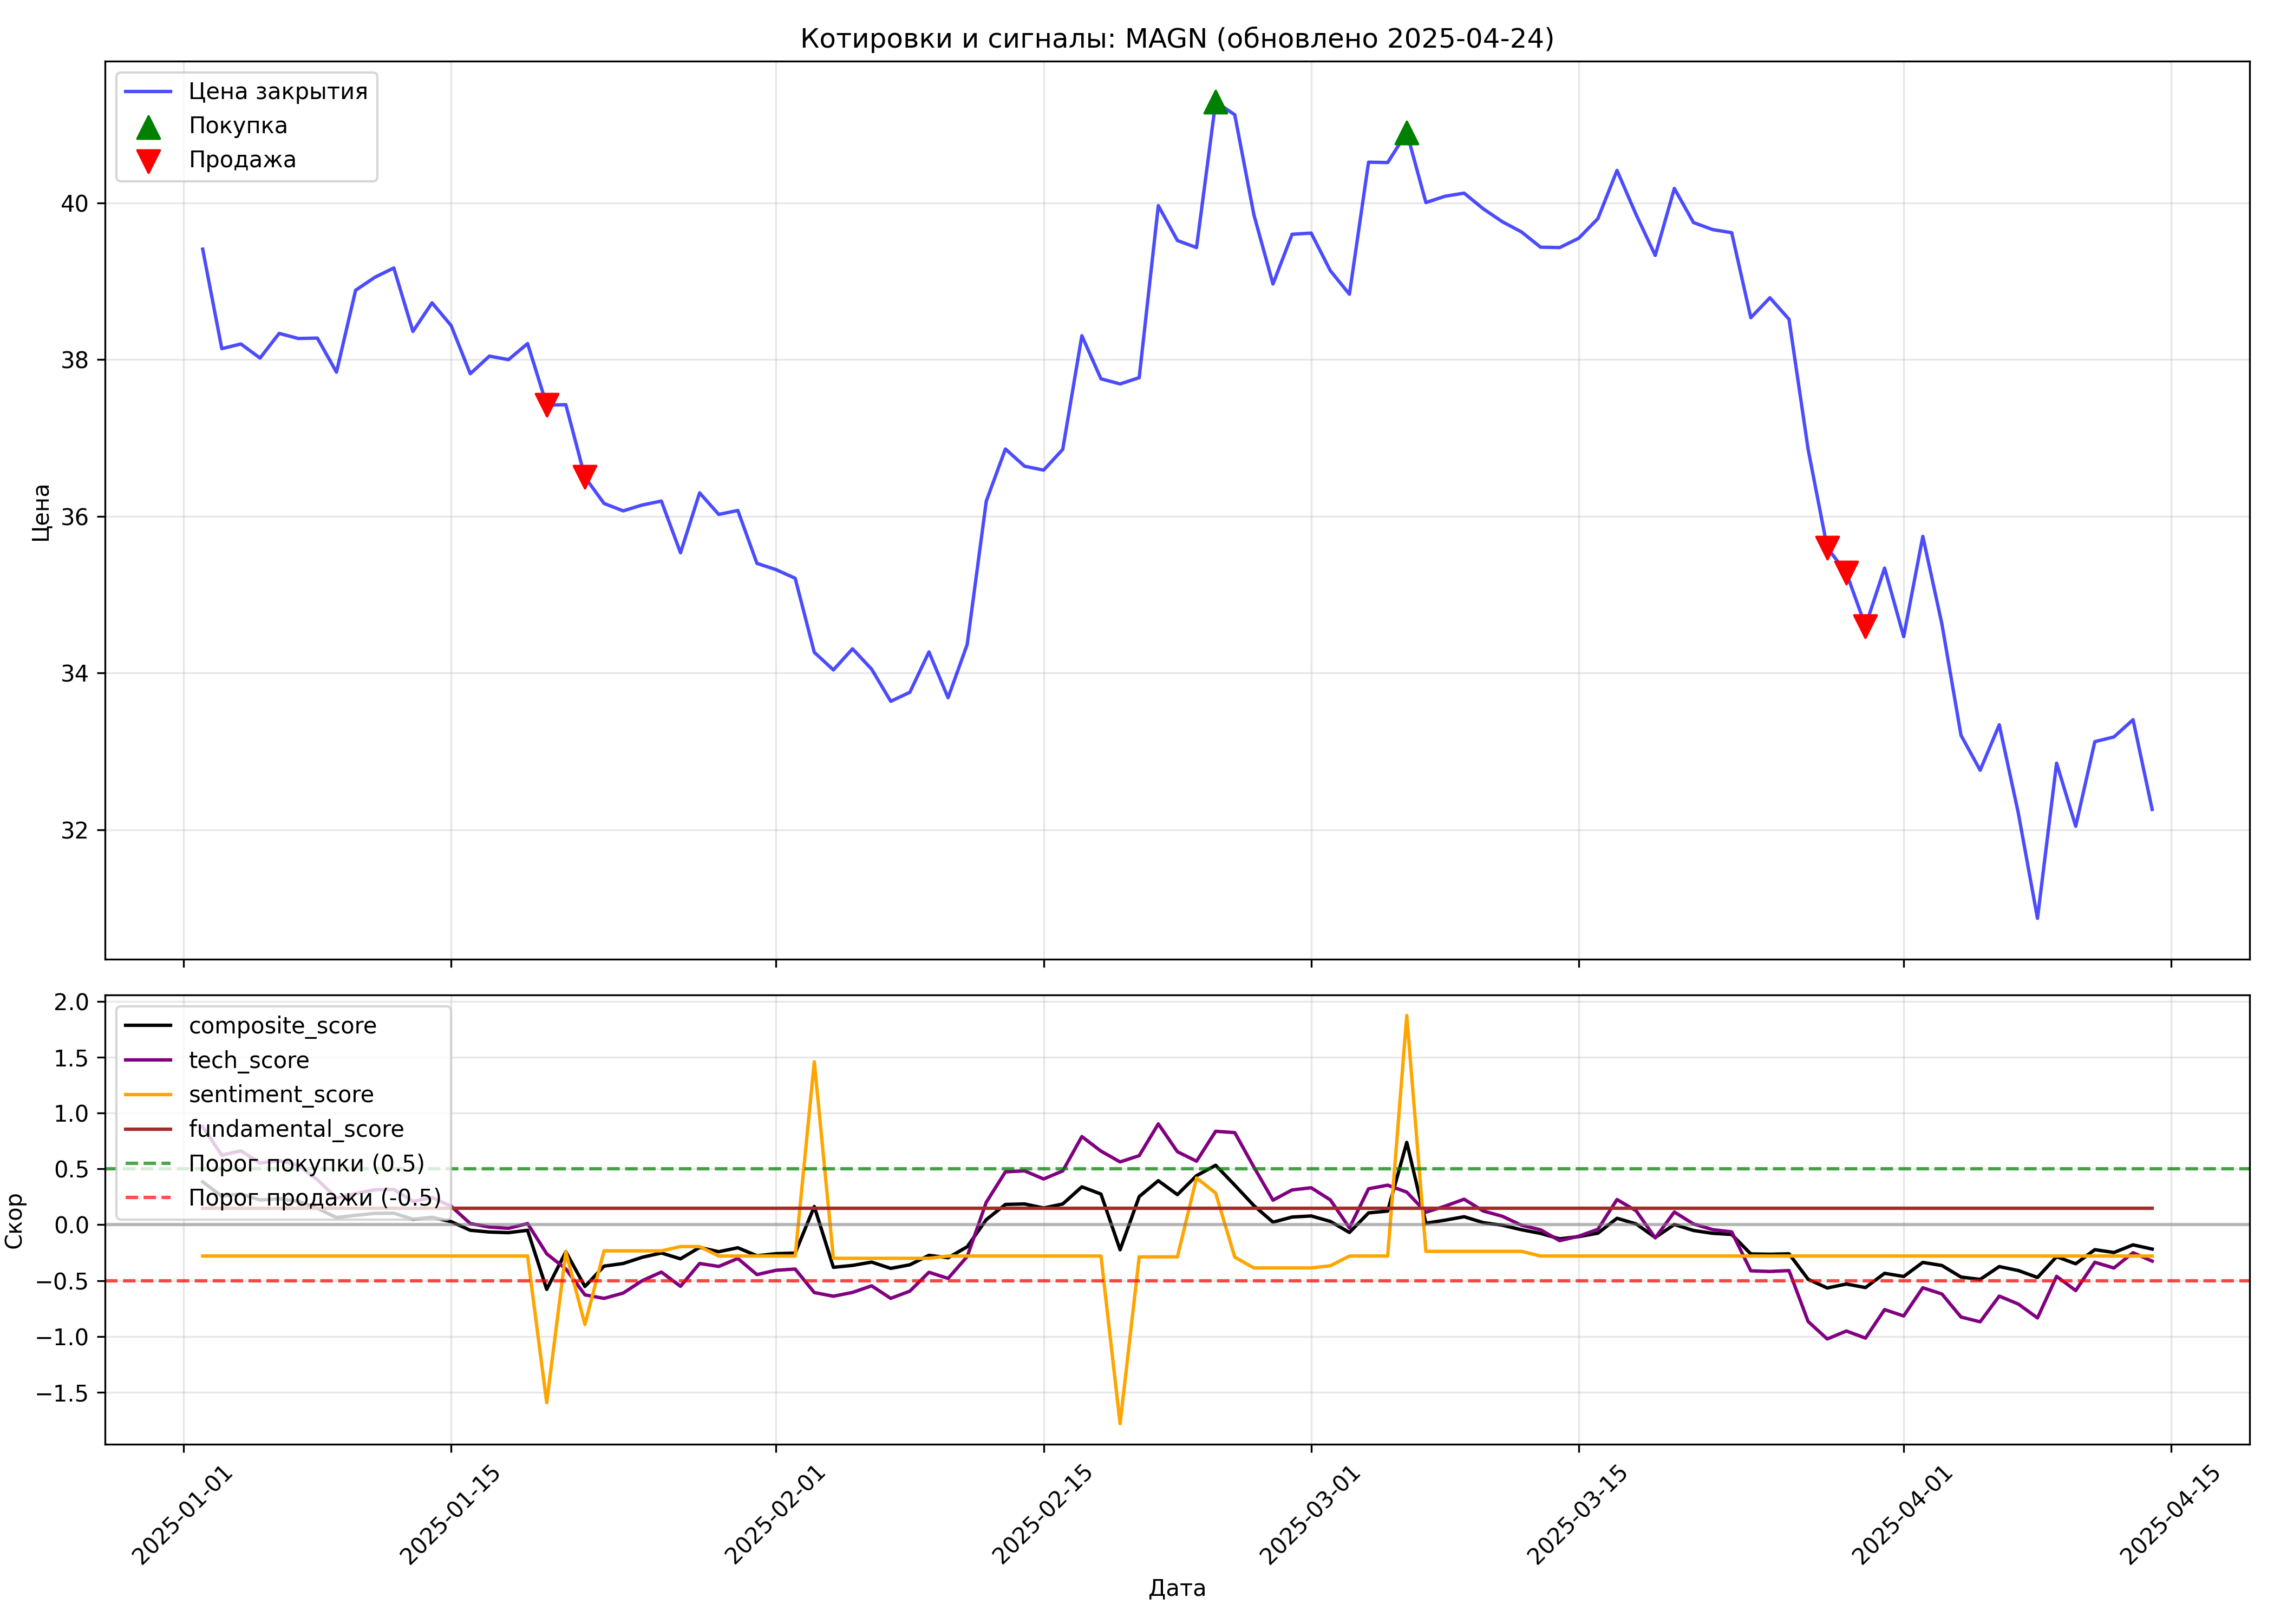 Котировки и сигналы: MAGN (обновлено 2025-04-24)
Цена закрытия
Покупка
Продажа
Цена
40
38
36
34
32
composite_score
tech_score
sentiment_score
fundamental_score
Порог покупки (0.5)
Порог продажи (-0.5)
Скор
2.0
1.5
1.0
0.5
0.0
−0.5
−1.0
−1.5
2025-01-01
2025-01-15
2025-02-01
2025-02-15
2025-03-01
2025-03-15
2025-04-01
2025-04-15
Дата